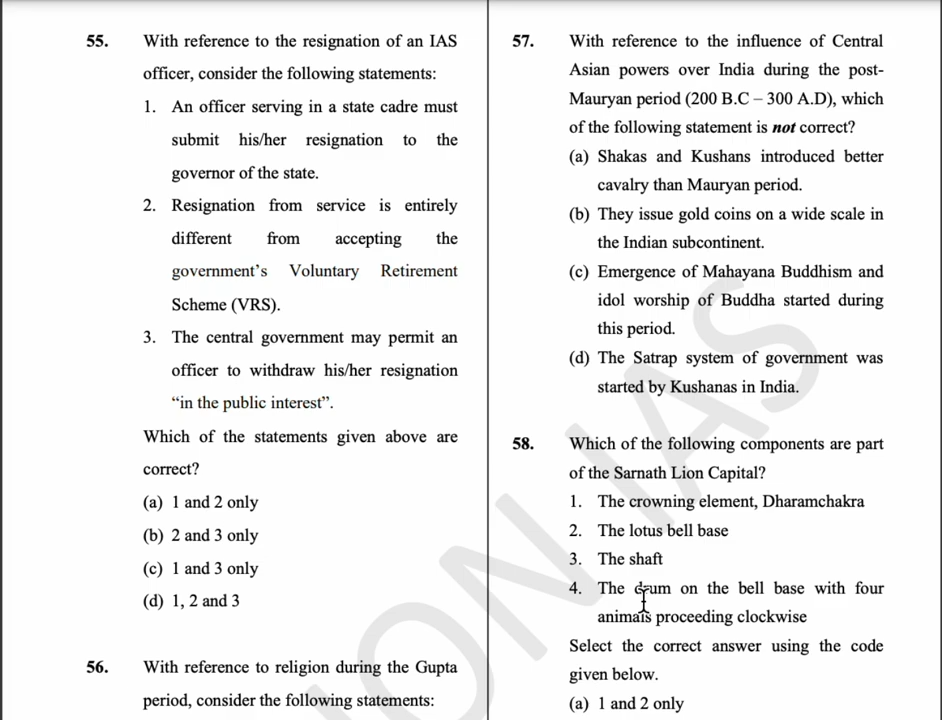 55. With reference to the resignation of an IAS
officer, consider the following statements:
1. An officer serving in a state cadre must
submit his/her resignation to the
governor of the state.
2. Resignation from service is entirely
different from accepting the
government’s Voluntary Retirement
Scheme (VRS).
3. The central government may permit an
officer to withdraw his/her resignation
“in the public interest”.
Which of the statements given above are
correct?
(a) 1 and 2 only
(b) 2 and 3 only
(c) 1 and 3 only
(d) 1, 2 and 3
56. With reference to religion during the Gupta
period, consider the following statements:
57. With reference to the influence of Central
Asian powers over India during the post-
Mauryan period (200 B.C – 300 A.D), which
of the following statement is not correct?
(a) Shakas and Kushans introduced better
cavalry than Mauryan period.
(b) They issue gold coins on a wide scale in
the Indian subcontinent.
(c) Emergence of Mahayana Buddhism and
idol worship of Buddha started during
this period.
(d) The Satrap system of government was
started by Kushanas in India.
58. Which of the following components are part
of the Sarnath Lion Capital?
1. The crowning element, Dharamchakra
2. The lotus bell base
3. The shaft
4. The drum on the bell base with four
animals proceeding clockwise
Select the correct answer using the code
given below.
(a) 1 and 2 only
ION IAS